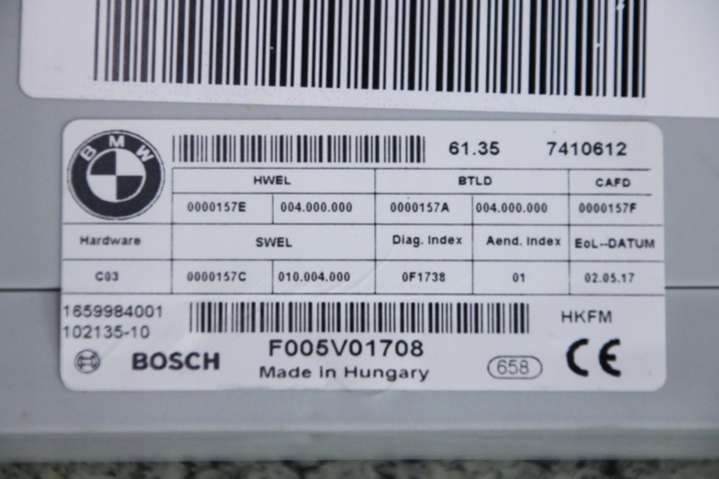 BMW
61.35 7410612
HWEL BTLD CAFD
0000157E 004.000.000 0000157A 004.000.000 0000157F
Hardware SWEL Diag. Index Aend. Index EoL--DATUM
C03 0000157C 010.004.000 0F1738 01 02.05.17
1659984001
102135-10
HKFM
BOSCH
F005V01708
Made in Hungary
658
CE